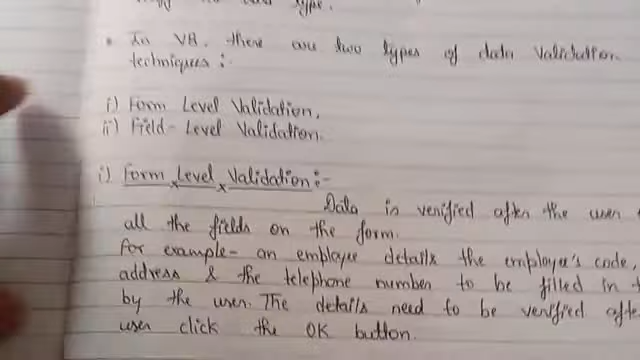 the data type.
• In VB, there are two types of data Validation
techniques :
i) Form Level Validation.
ii) Field-Level Validation.
i) Form Level Validation :-
Data is verified after the user
all the fields on the form.
For example- an employee details the employee's code,
address & the telephone number to be filled in
by the user. The details need to be verified
user click the OK button.